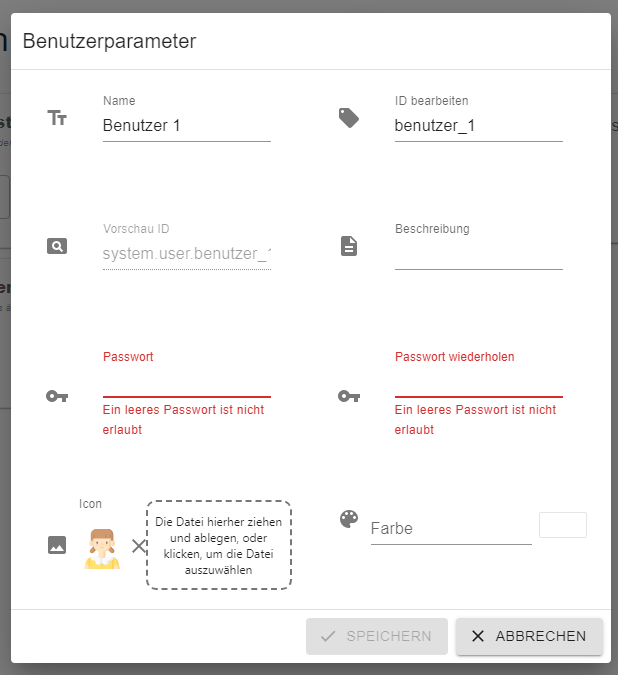 Benutzerparameter
Name
Benutzer 1
ID bearbeiten
benutzer_1
Vorschau ID
system.user.benutzer_1
Beschreibung
Passwort
Ein leeres Passwort ist nicht
erlaubt
Passwort wiederholen
Ein leeres Passwort ist nicht
erlaubt
Icon
Die Datei hierher ziehen
und ablegen, oder
klicken, um die Datei
auszuwählen
Farbe
SPEICHERN
ABBRECHEN